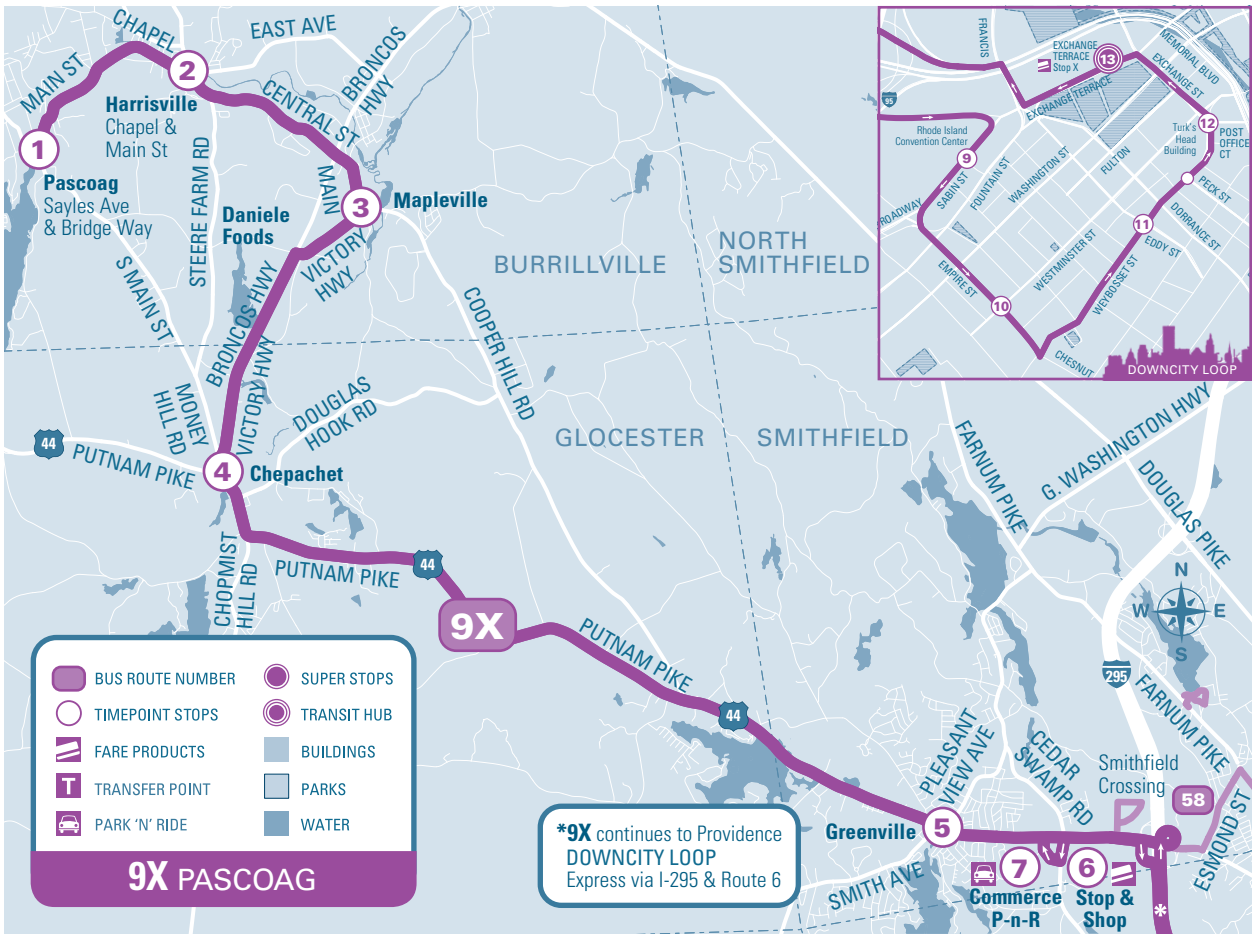 MAIN ST
CHAPEL
EAST AVE
BRONCOS
HWY
CENTRAL ST
1
2
3
Harrisville
Chapel &
Main St
Pascoag
Sayles Ave
& Bridge Way
STEERE FARM RD
MAIN
Mapleville
Daniele
Foods
VICTORY
HWY
S MAIN ST
BRONCOS HWY
VICTORY HWY
BURRILLVILLE
NORTH
SMITHFIELD
COOPER HILL RD
MONEY
HILL RD
DOUGLAS
HOOK RD
44
PUTNAM PIKE
4
Chepachet
GLOCESTER
SMITHFIELD
CHOPMIST
HILL RD
PUTNAM PIKE
44
9X
PUTNAM PIKE
44
FARNUM PIKE
G. WASHINGTON HWY
DOUGLAS PIKE
N
W
E
S
295
FARNUM PIKE
PLEASANT
VIEW AVE
CEDAR
SWAMP RD
Smithfield
Crossing
58
ESMOND ST
Greenville
5
SMITH AVE
7
Commerce
P-n-R
6
Stop &
Shop
*
*9X continues to Providence
DOWNCITY LOOP
Express via I-295 & Route 6
BUS ROUTE NUMBER
TIMEPOINT STOPS
FARE PRODUCTS
T
TRANSFER POINT
PARK 'N' RIDE
SUPER STOPS
TRANSIT HUB
BUILDINGS
PARKS
WATER
9X PASCOAG
FRANCIS
EXCHANGE
TERRACE
Stop X
13
MEMORIAL BLVD
EXCHANGE ST
EXCHANGE TERRACE
95
Rhode Island
Convention Center
9
SABIN ST
FOUNTAIN ST
WASHINGTON ST
FULTON
Turk's
Head
Building
12
POST
OFFICE
CT
PECK ST
DORRANCE ST
11
EDDY ST
BROADWAY
EMPIRE ST
WESTMINSTER ST
WEYBOSSET ST
10
CHESNUT
DOWNCITY LOOP